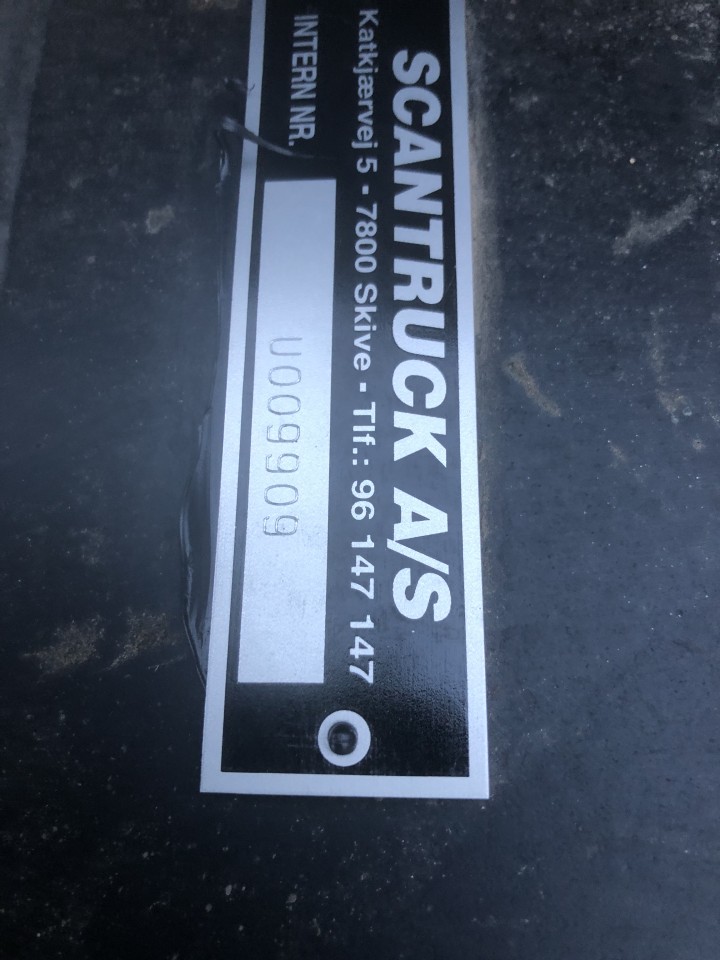 SCANTRUCK A/S
Katkjærvej 5 • 7800 Skive • Tlf.: 96 147 147
INTERN NR. U009909